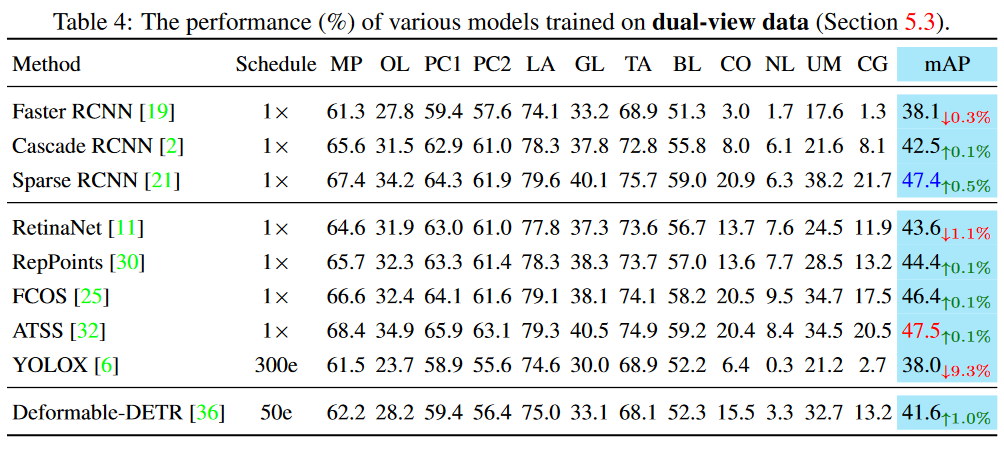 Table 4: The performance (%) of various models trained on dual-view data (Section 5.3).
Method Schedule MP OL PC1 PC2 LA GL TA BL CO NL UM CG mAP
Faster RCNN [19] 1× 61.3 27.8 59.4 57.6 74.1 33.2 68.9 51.3 3.0 1.7 17.6 1.3 38.1↓0.3%
Cascade RCNN [2] 1× 65.6 31.5 62.9 61.0 78.3 37.8 72.8 55.8 8.0 6.1 21.6 8.1 42.5↑0.1%
Sparse RCNN [21] 1× 67.4 34.2 64.3 61.9 79.6 40.1 75.7 59.0 20.9 6.3 38.2 21.7 47.4↑0.5%
RetinaNet [11] 1× 64.6 31.9 63.0 61.0 77.8 37.3 73.6 56.7 13.7 7.6 24.5 11.9 43.6↓1.1%
RepPoints [30] 1× 65.7 32.3 63.3 61.4 78.3 38.3 73.7 57.0 13.6 7.7 28.5 13.2 44.4↑0.1%
FCOS [25] 1× 66.6 32.4 64.1 61.6 79.1 38.1 74.1 58.2 20.5 9.5 34.7 17.5 46.4↑0.1%
ATSS [32] 1× 68.4 34.9 65.9 63.1 79.3 40.5 74.9 59.2 20.4 8.4 34.5 20.5 47.5↑0.1%
YOLOX [6] 300e 61.5 23.7 58.9 55.6 74.6 30.0 68.9 52.2 6.4 0.3 21.2 2.7 38.0↓9.3%
Deformable-DETR [36] 50e 62.2 28.2 59.4 56.4 75.0 33.1 68.1 52.3 15.5 3.3 32.7 13.2 41.6↑1.0%